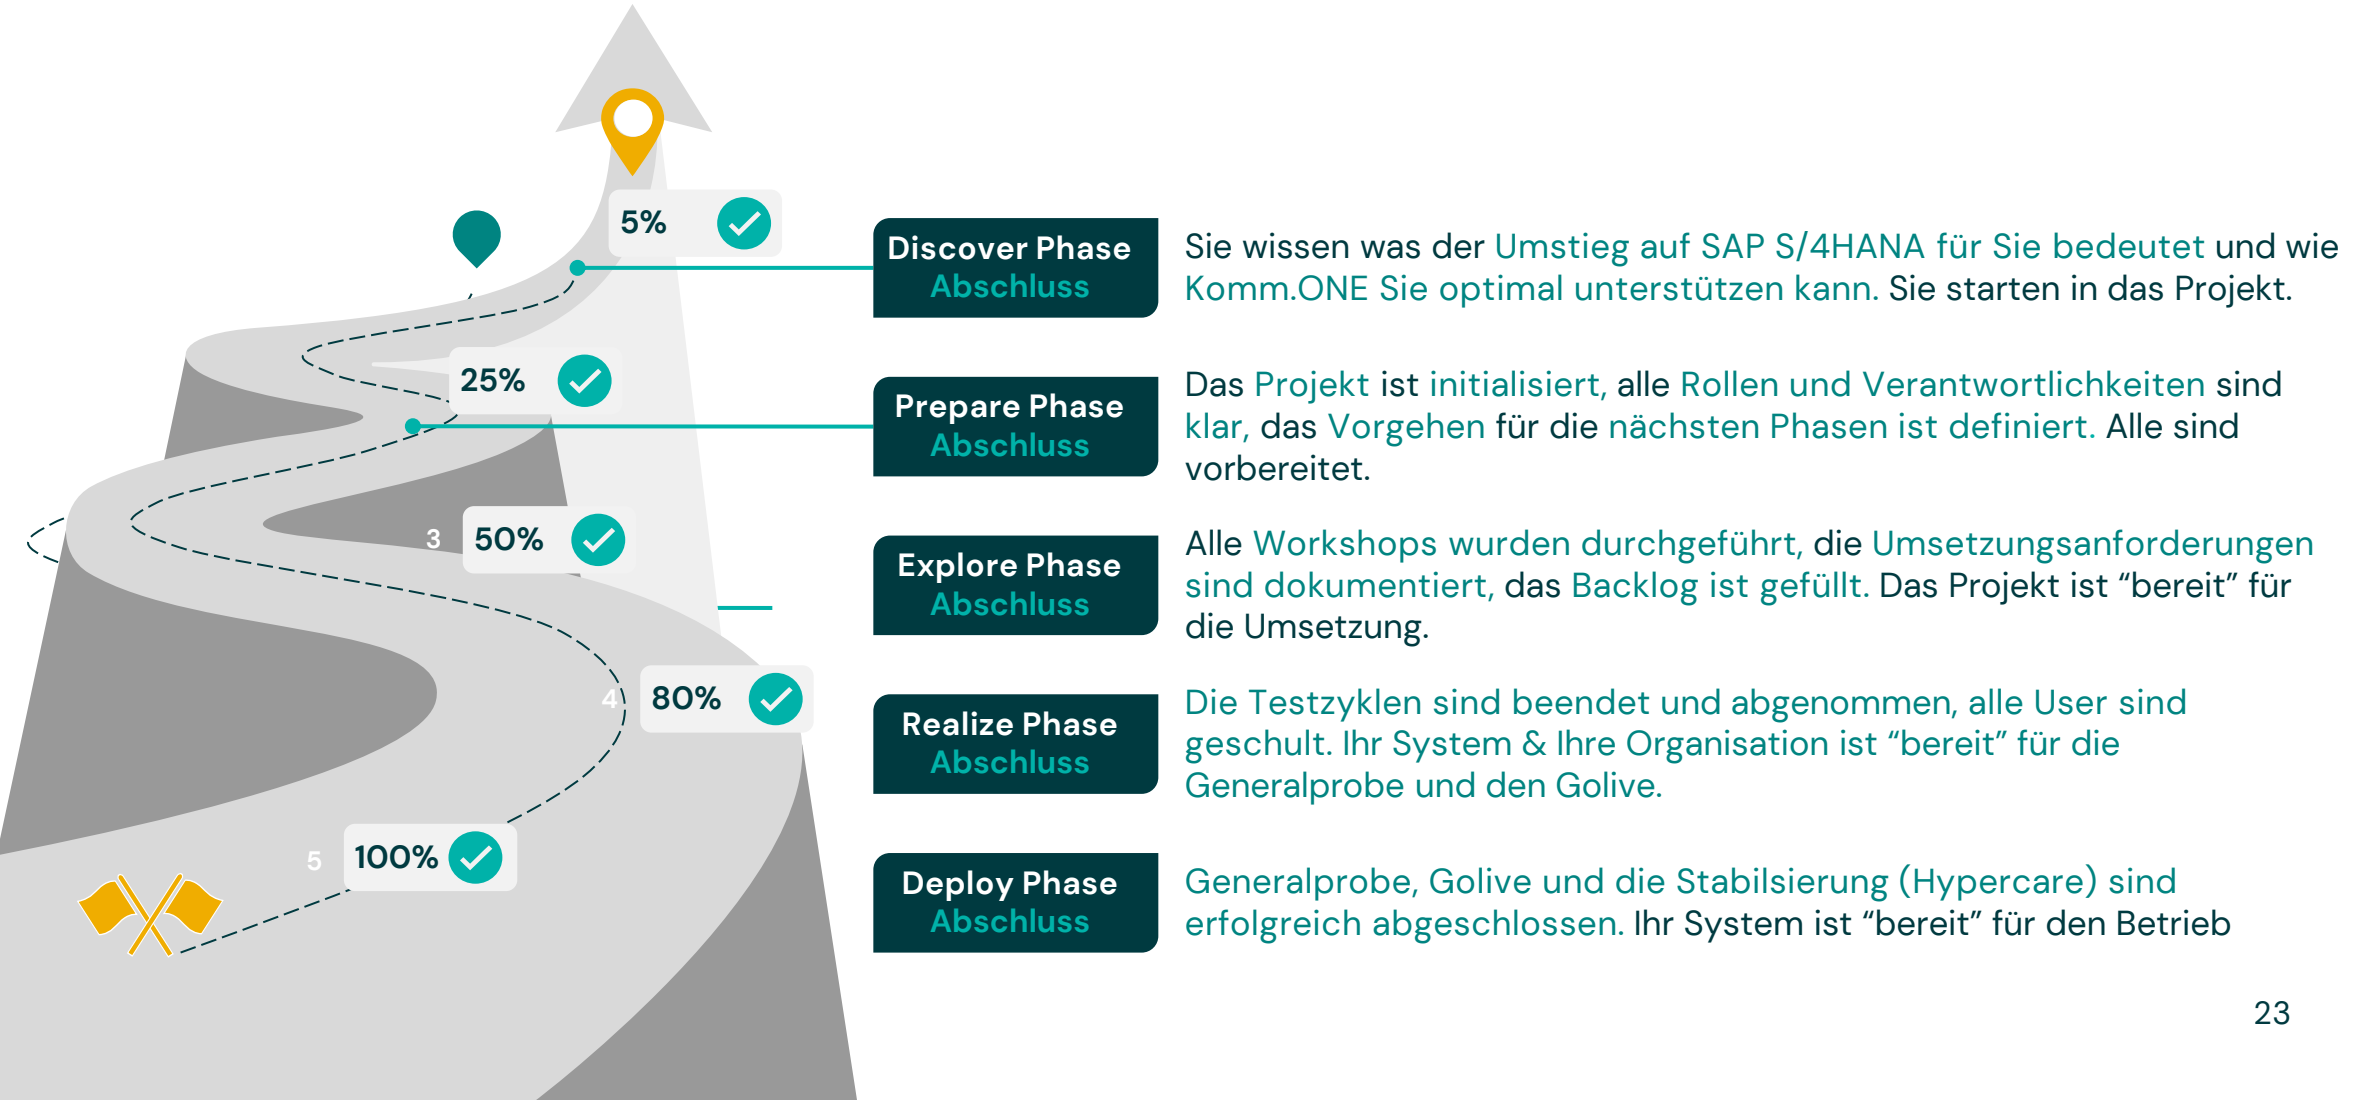 5%
Discover Phase
Abschluss
Sie wissen was der Umstieg auf SAP S/4HANA für Sie bedeutet und wie
Komm.ONE Sie optimal unterstützen kann. Sie starten in das Projekt.
25%
Prepare Phase
Abschluss
Das Projekt ist initialisiert, alle Rollen und Verantwortlichkeiten sind
klar, das Vorgehen für die nächsten Phasen ist definiert. Alle sind
vorbereitet.
3
50%
Explore Phase
Abschluss
Alle Workshops wurden durchgeführt, die Umsetzungsanforderungen
sind dokumentiert, das Backlog ist gefüllt. Das Projekt ist “bereit” für
die Umsetzung.
4
80%
Realize Phase
Abschluss
Die Testzyklen sind beendet und abgenommen, alle User sind
geschult. Ihr System & Ihre Organisation ist “bereit” für die
Generalprobe und den Golive.
5
100%
Deploy Phase
Abschluss
Generalprobe, Golive und die Stabilsierung (Hypercare) sind
erfolgreich abgeschlossen. Ihr System ist “bereit” für den Betrieb
23